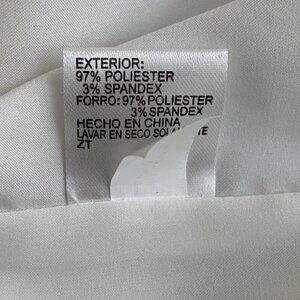 EXTERIOR:
97% POLIESTER
3% SPANDEX
FORRO: 97% POLIESTER
3% SPANDEX
HECHO EN CHINA
LAVAR EN SECO
ZT